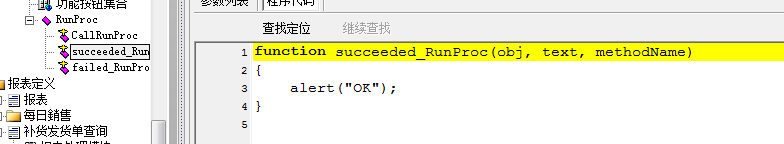 功能按钮集合
RunProc
CallRunProc
succeeded_Run
failed_RunPro
报表定义
报表
每日銷售
补货发货单查询
参数列表
程序代码
查找定位 继续查找
1 function succeeded_RunProc(obj, text, methodName)
2 {
3 alert("OK");
4 }
5